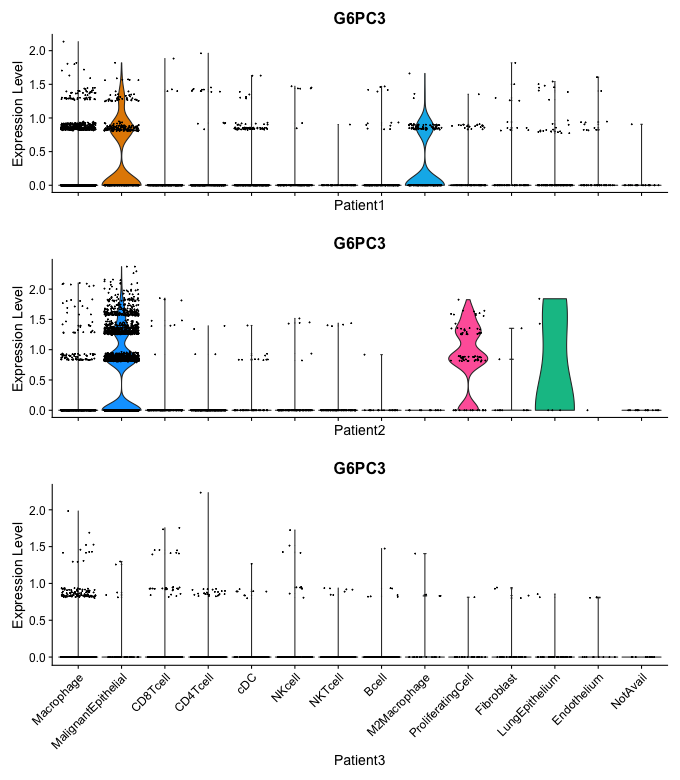 G6PC3
Expression Level
2.0
1.5
1.0
0.5
0.0
Patient1
G6PC3
Expression Level
2.0
1.5
1.0
0.5
0.0
Patient2
G6PC3
Expression Level
2.0
1.5
1.0
0.5
0.0
Macrophage
MalignantEpithelial
CD8Tcell
CD4Tcell
cDC
NKcell
NKTcell
Bcell
M2Macrophage
ProliferatingCell
Fibroblast
LungEpithelium
Endothelium
NotAvail
Patient3